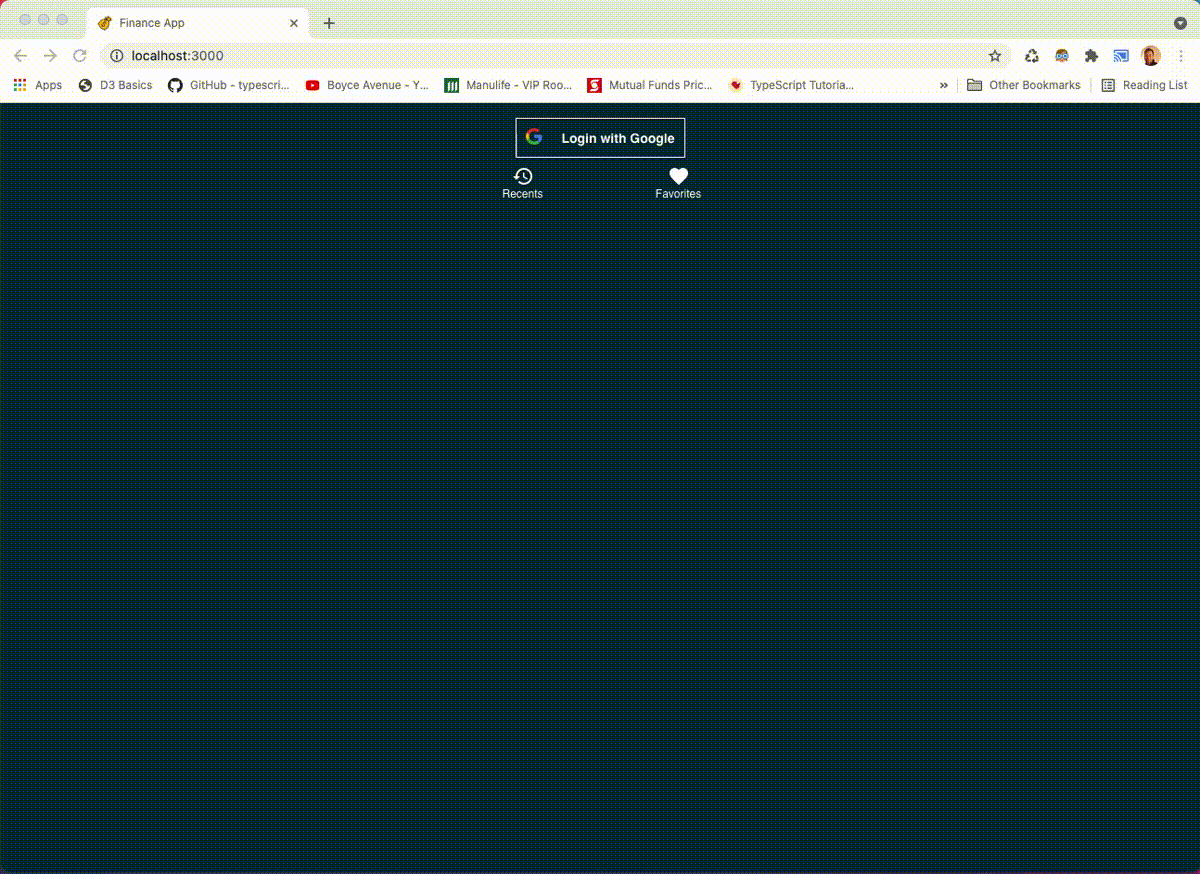 Finance App
localhost:3000
Apps D3 Basics GitHub - typescri... Boyce Avenue - Y... Manulife - VIP Roo... Mutual Funds Pric... TypeScript Tutoria... » Other Bookmarks Reading List
Login with Google
Recents Favorites